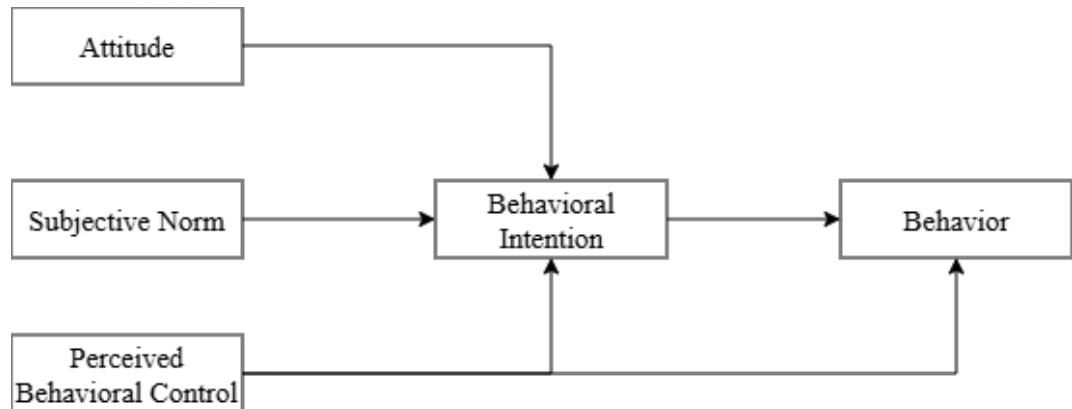 Attitude
Subjective Norm
Behavioral
Intention
Behavior
Perceived
Behavioral Control